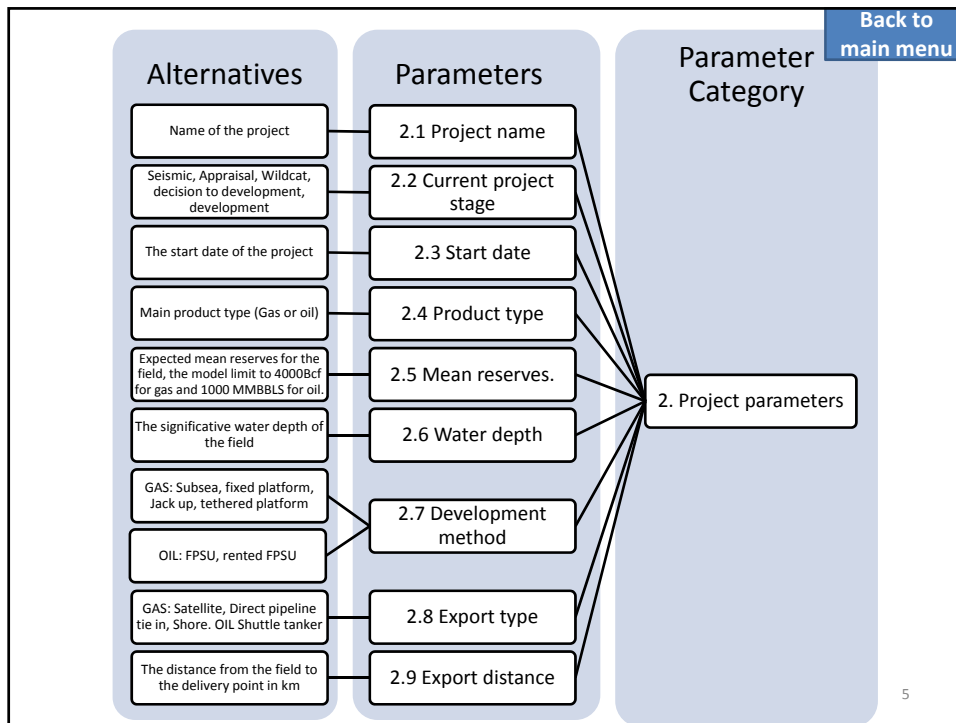 Back to
main menu
Alternatives
Parameters
Parameter
Category
Name of the project
2.1 Project name
Seismic, Appraisal, Wildcat,
decision to development,
development
2.2 Current project
stage
The start date of the project
2.3 Start date
Main product type (Gas or oil)
2.4 Product type
Expected mean reserves for the
field, the model limit to 4000Bcf
for gas and 1000 MMBBLS for oil.
2.5 Mean reserves.
2. Project parameters
The significative water depth of
the field
2.6 Water depth
GAS: Subsea, fixed platform,
Jack up, tethered platform
OIL: FPSU, rented FPSU
2.7 Development
method
GAS: Satellite, Direct pipeline
tie in, Shore. OIL Shuttle tanker
2.8 Export type
The distance from the field to
the delivery point in km
2.9 Export distance
5